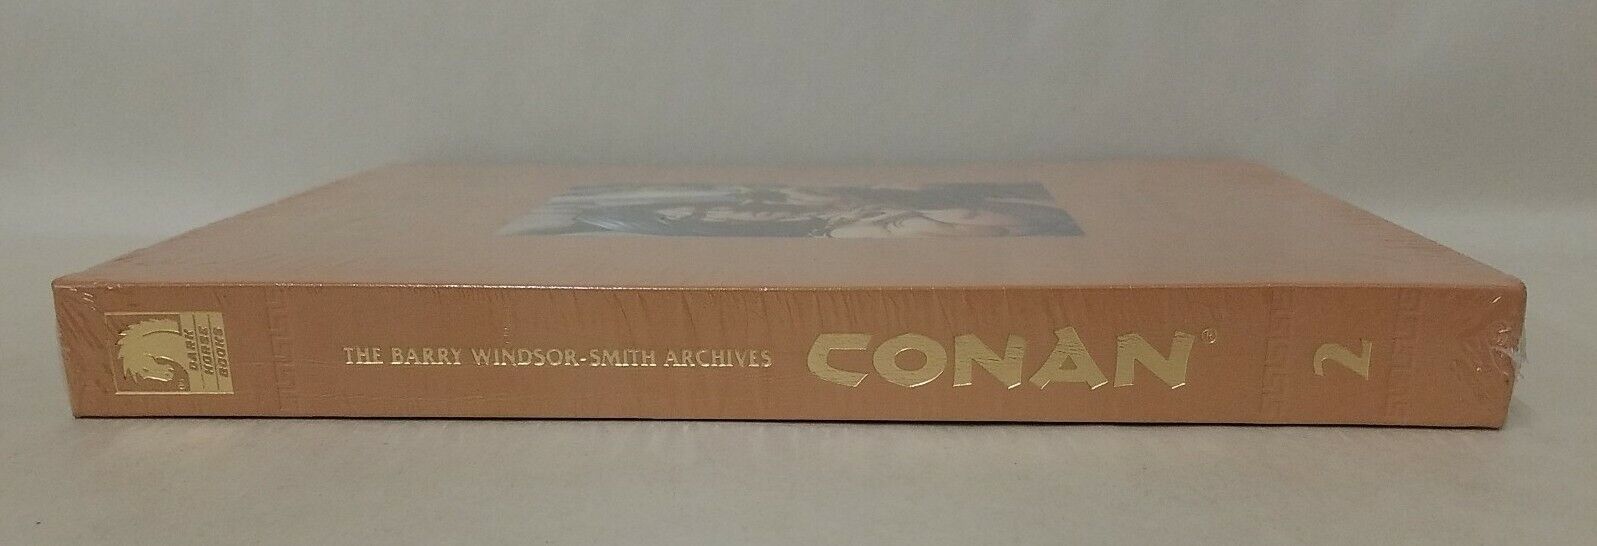 DARK
HORSE
BOOKS
®
THE BARRY WINDSOR-SMITH ARCHIVES
CONAN®
2